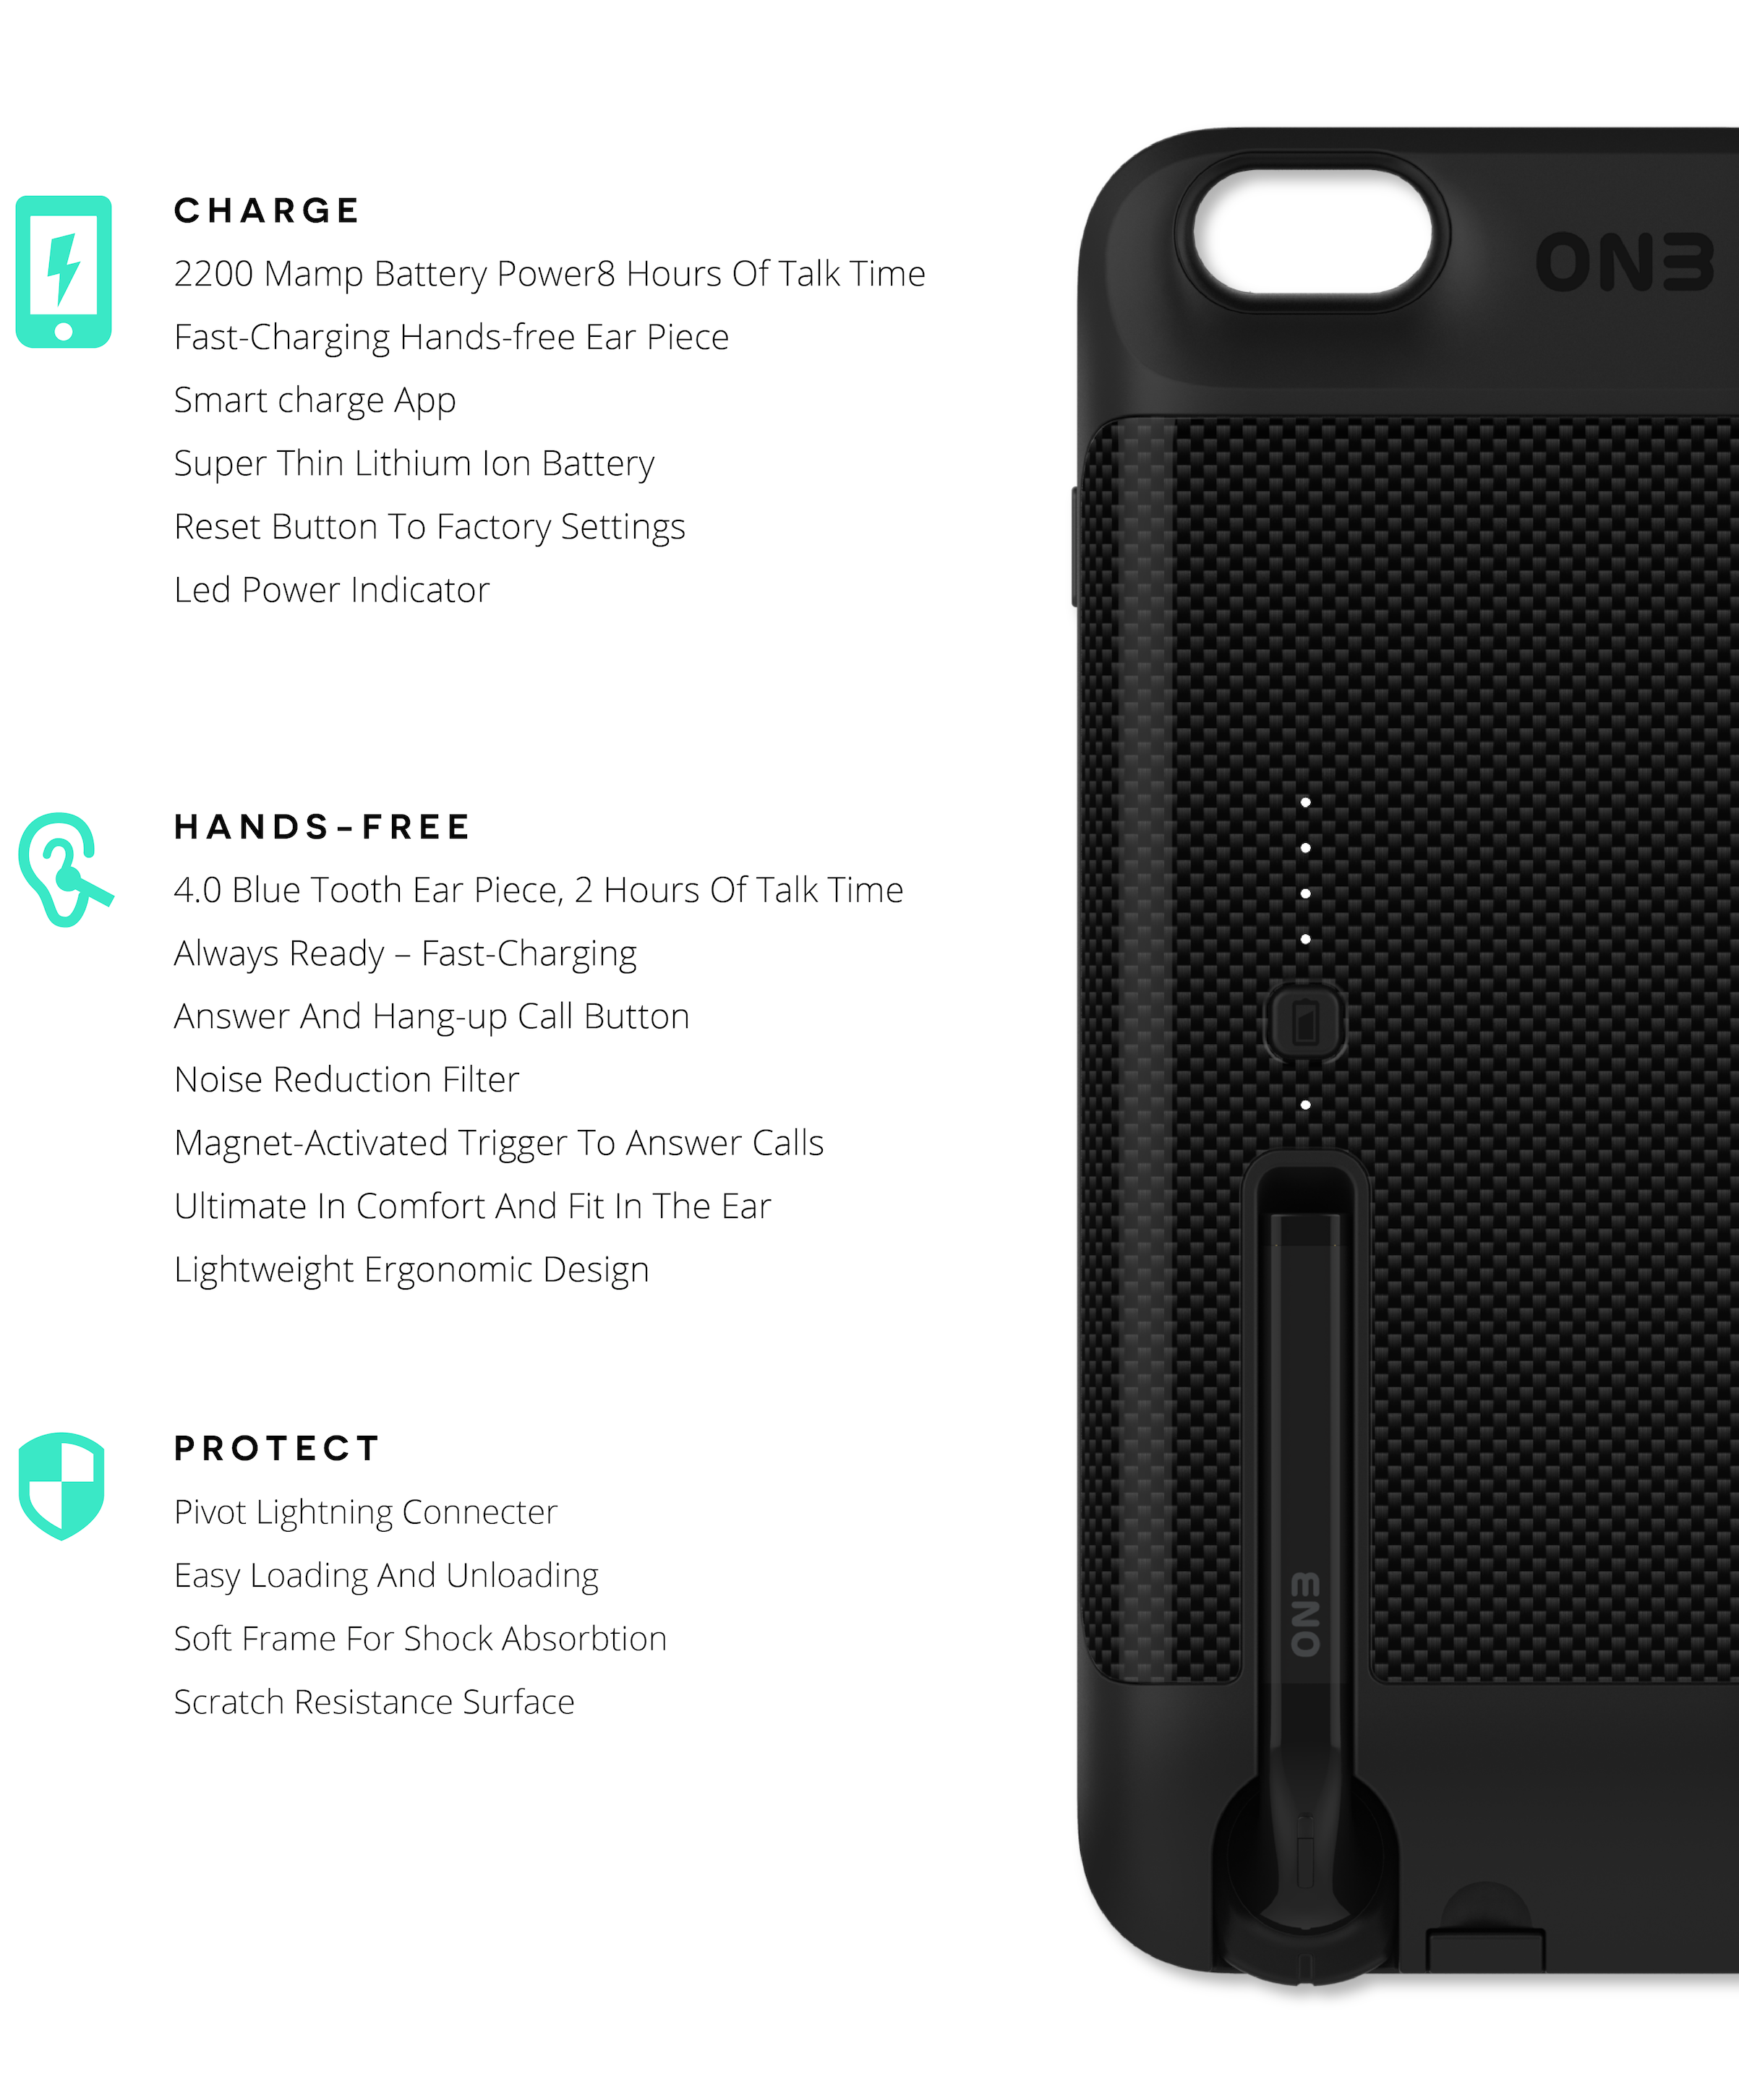 CHARGE
2200 Mamp Battery Power8 Hours Of Talk Time
Fast-Charging Hands-free Ear Piece
Smart charge App
Super Thin Lithium Ion Battery
Reset Button To Factory Settings
Led Power Indicator
HANDS-FREE
4.0 Blue Tooth Ear Piece, 2 Hours Of Talk Time
Always Ready – Fast-Charging
Answer And Hang-up Call Button
Noise Reduction Filter
Magnet-Activated Trigger To Answer Calls
Ultimate In Comfort And Fit In The Ear
Lightweight Ergonomic Design
PROTECT
Pivot Lightning Connecter
Easy Loading And Unloading
Soft Frame For Shock Absorbtion
Scratch Resistance Surface
ONE
ONE